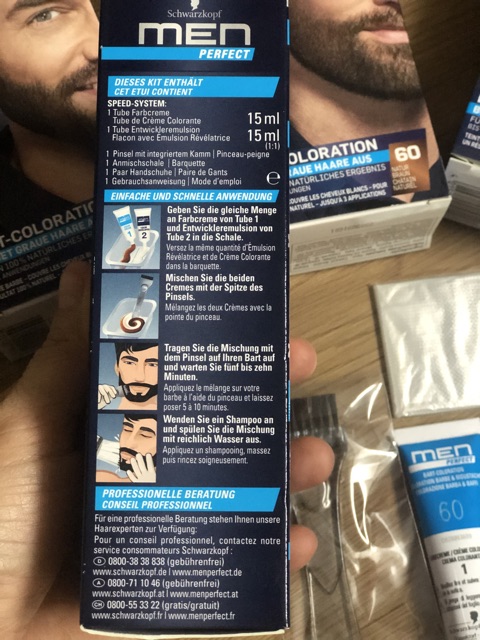 Schwarzkopf
MEN
PERFECT
DIESES KIT ENTHÄLT
CET ETUI CONTIENT
SPEED-SYSTEM:
1 Tube Farbcreme
Tube de Crème Colorante 15 ml
1 Tube Entwickleremulsion
Flacon avec Émulsion Révélatrice 15 ml
(1:1)
1 Pinsel mit integriertem Kamm | Pinceau-peigne
1 Anmischschale | Barquette
1 Paar Handschuhe | Paire de Gants
1 Gebrauchsanweisung | Mode d'emploi
EINFACHE UND SCHNELLE ANWENDUNG
Geben Sie die gleiche Menge
an Farbcreme von Tube 1
und Entwickleremulsion von
Tube 2 in die Schale.
Versez la même quantité d'Émulsion
Révélatrice et de Crème Colorante
dans la barquette.
Mischen Sie die beiden
Cremes mit der Spitze des
Pinsels.
Mélangez les deux Crèmes avec la
pointe du pinceau.
Tragen Sie die Mischung mit
dem Pinsel auf Ihren Bart auf
und warten Sie fünf bis zehn
Minuten.
Appliquez le mélange sur votre
barbe à l'aide du pinceau et laissez
poser 5 à 10 minutes.
Wenden Sie ein Shampoo an
und spülen Sie die Mischung
mit reichlich Wasser aus.
Appliquez un shampooing, massez
puis rincez soigneusement.
PROFESSIONELLE BERATUNG
CONSEIL PROFESSIONNEL
Für eine professionelle Beratung stehen Ihnen unsere
Haarexperten zur Verfügung:
Pour un conseil professionnel, contactez notre
service consommateurs Schwarzkopf :
D 0800-38 38 838 (gebührenfrei)
www.schwarzkopf.de | www.menperfect.de
A 0800-71 10 46 (gebührenfrei)
www.schwarzkopf.at | www.menperfect.at
CH 0800-55 33 22 (gratis/gratuit)
www.schwarzkopf.fr | www.menperfect.fr
OLORATION
GRAUE HAARE AUS
NATÜRLICHES ERGEBNIS
60
NATUR
BRAUN
CHÂTAIN
NATUREL
T-COLORATION
MEN
PERFECT
60
1